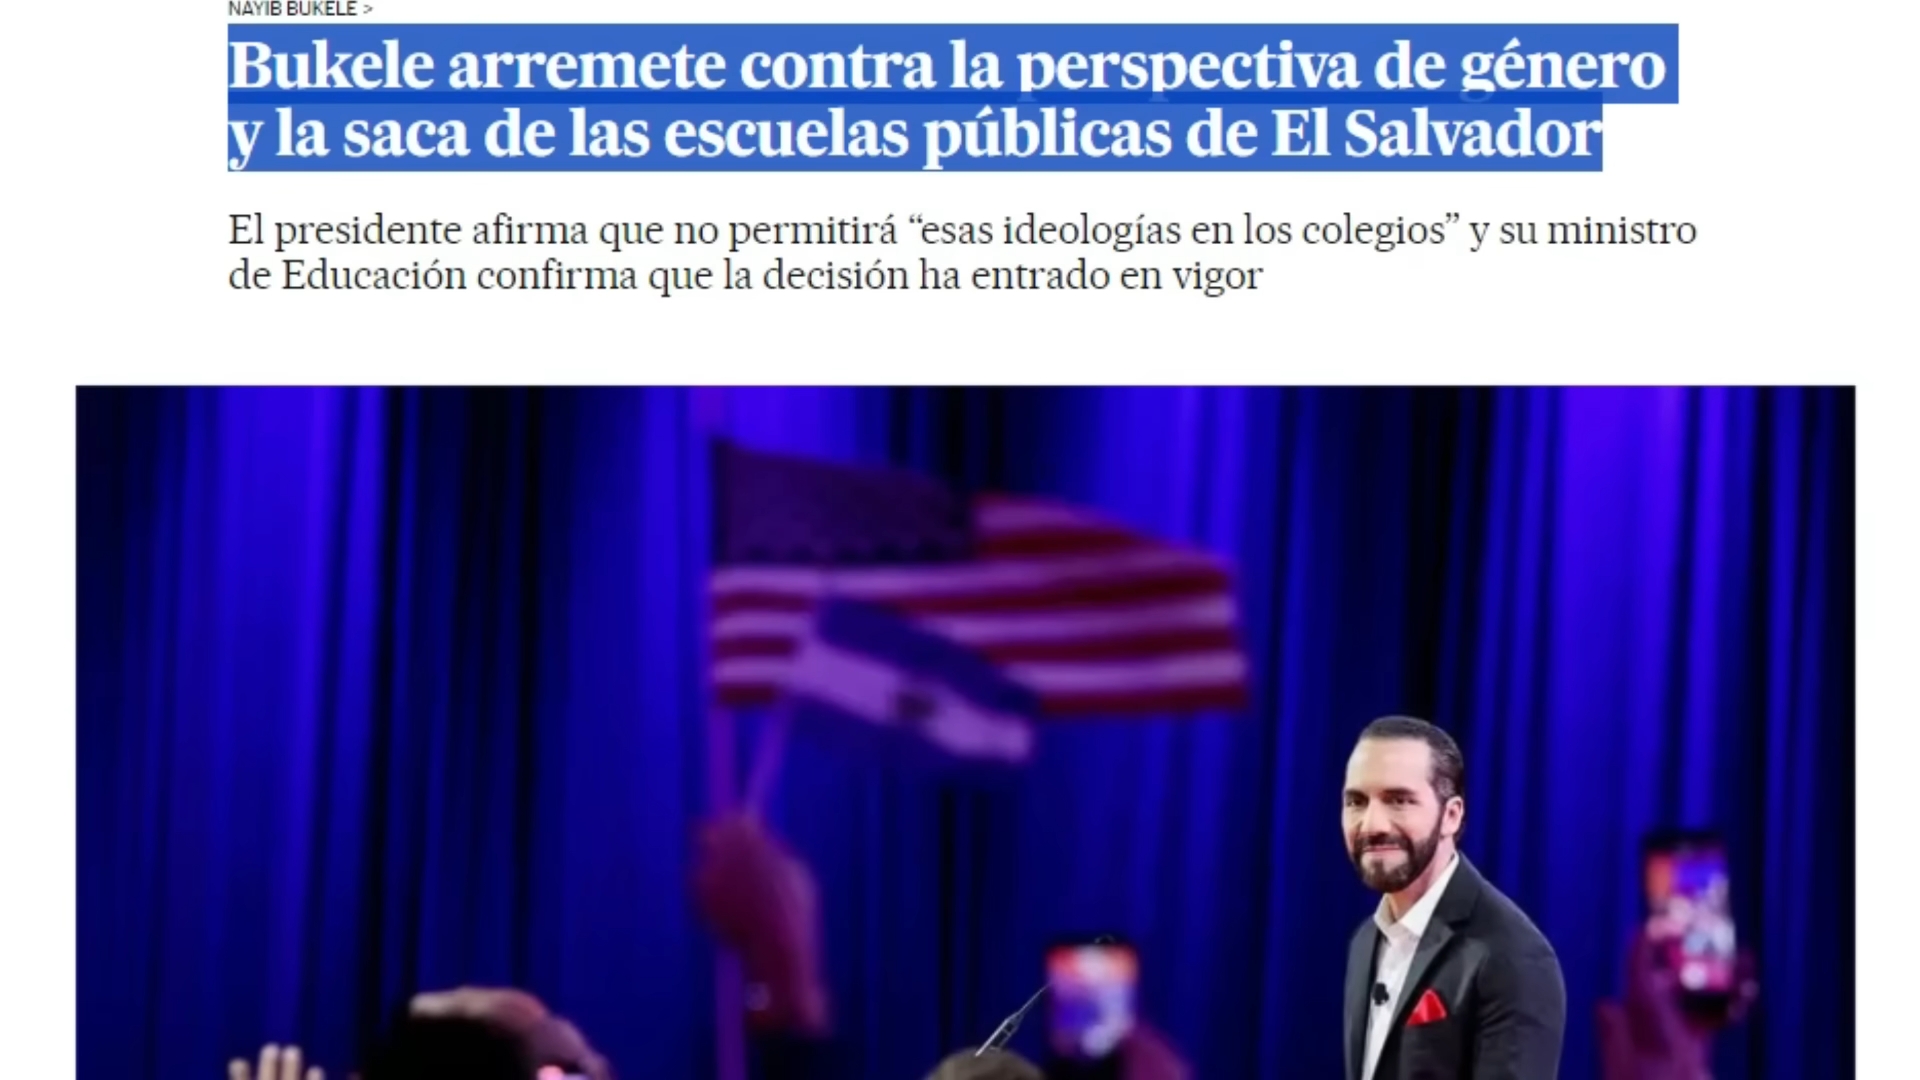 NAYIB BUKELE >
Bukele arremete contra la perspectiva de género
y la saca de las escuelas públicas de El Salvador
El presidente afirma que no permitirá “esas ideologías en los colegios” y su ministro
de Educación confirma que la decisión ha entrado en vigor